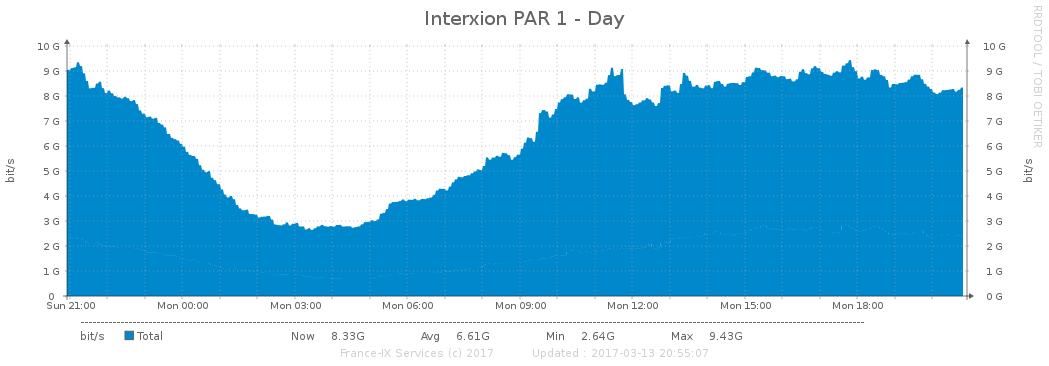 Interxion PAR 1 - Day
RRDTOOL / TOBI OETIKER
10 G 10 G
9 G 9 G
8 G 8 G
7 G 7 G
6 G 6 G
5 G 5 G
4 G 4 G
3 G 3 G
2 G 2 G
1 G 1 G
0 0 G
bit/s
bit/s
Sun 21:00 Mon 00:00 Mon 03:00 Mon 06:00 Mon 09:00 Mon 12:00 Mon 15:00 Mon 18:00
bit/s Total Now 8.33G Avg 6.61G Min 2.64G Max 9.43G
France-IX Services (c) 2017 Updated : 2017-03-13 20:55:07